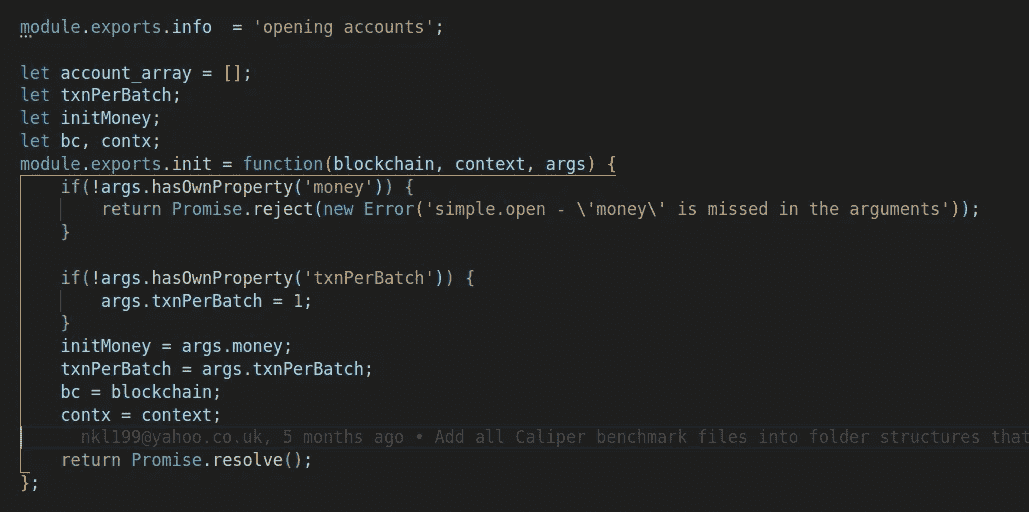 module.exports.info  = 'opening accounts';

let account_array = [];
let txnPerBatch;
let initMoney;
let bc, contx;
module.exports.init = function(blockchain, context, args) {
    if(!args.hasOwnProperty('money')) {
        return Promise.reject(new Error('simple.open - \'money\' is missed in the arguments'));
    }

    if(!args.hasOwnProperty('txnPerBatch')) {
        args.txnPerBatch = 1;
    }
    initMoney = args.money;
    txnPerBatch = args.txnPerBatch;
    bc = blockchain;
    contx = context;
      nkl199@yahoo.co.uk, 5 months ago • Add all Caliper benchmark files into folder structures that
    return Promise.resolve();
};